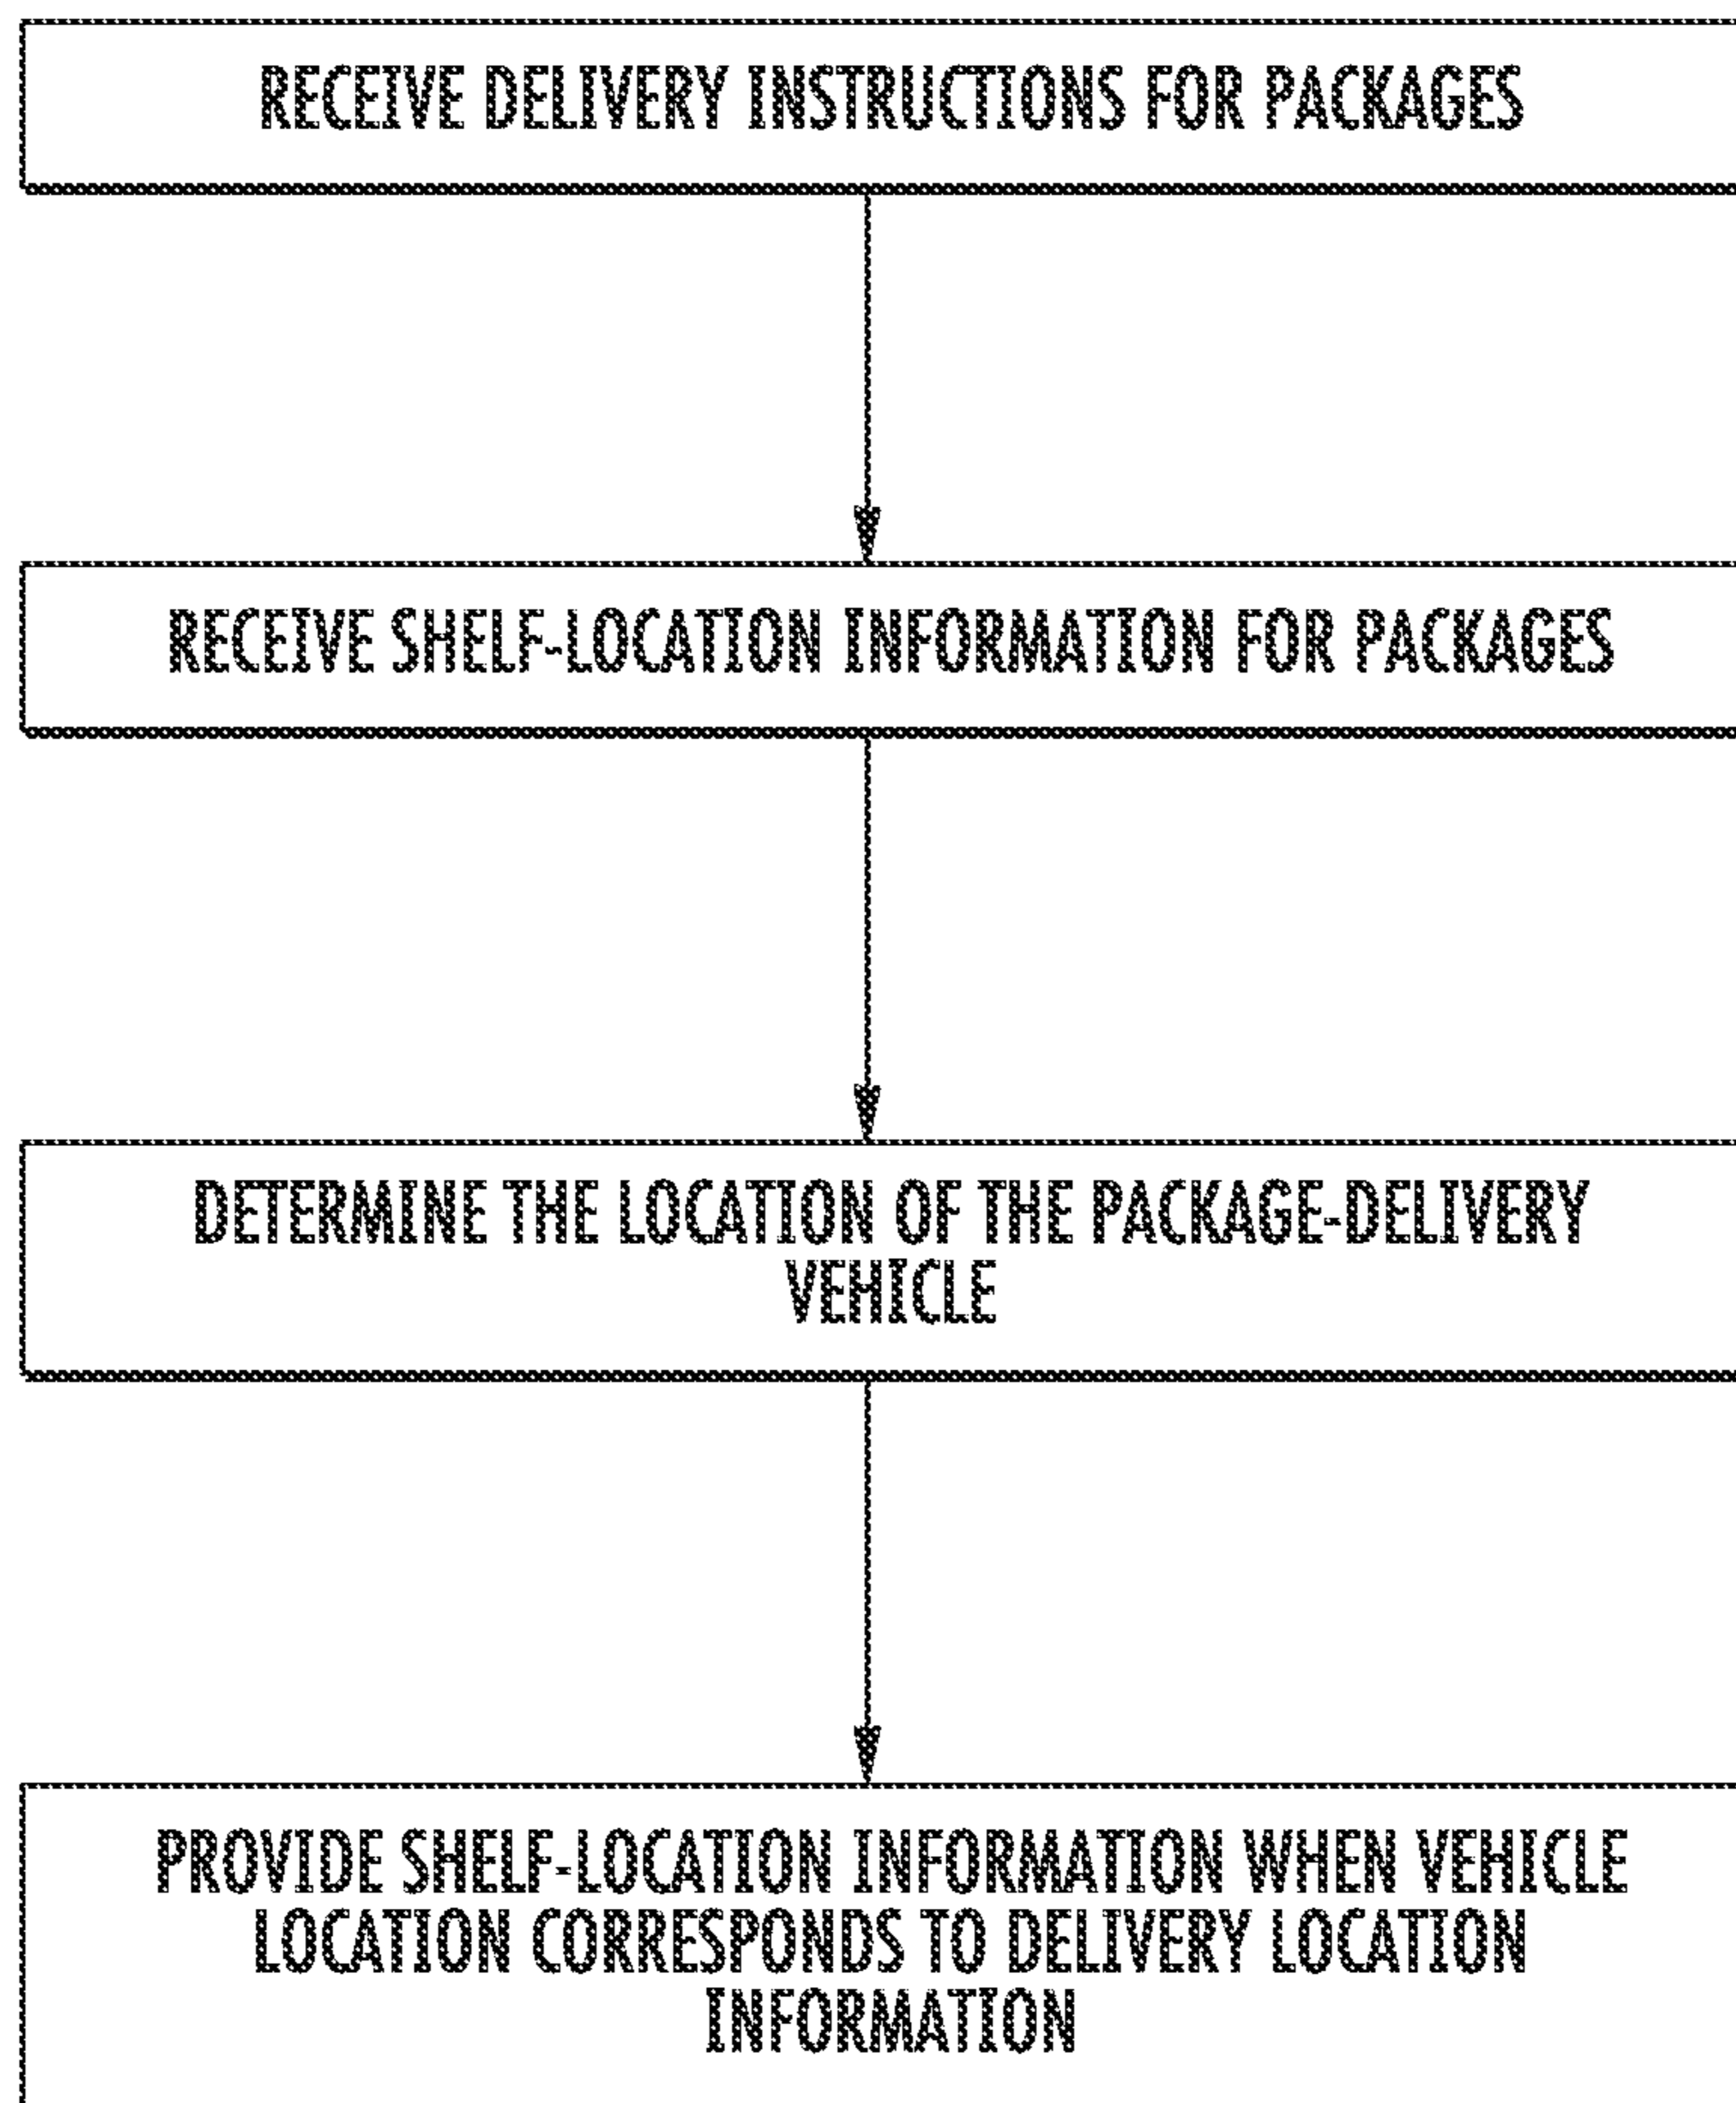 RECEIVE DELIVERY INSTRUCTIONS FOR PACKAGES
RECEIVE SHELF-LOCATION INFORMATION FOR PACKAGES
DETERMINE THE LOCATION OF THE PACKAGE-DELIVERY
VEHICLE
PROVIDE SHELF-LOCATION INFORMATION WHEN VEHICLE
LOCATION CORRESPONDS TO DELIVERY LOCATION
INFORMATION